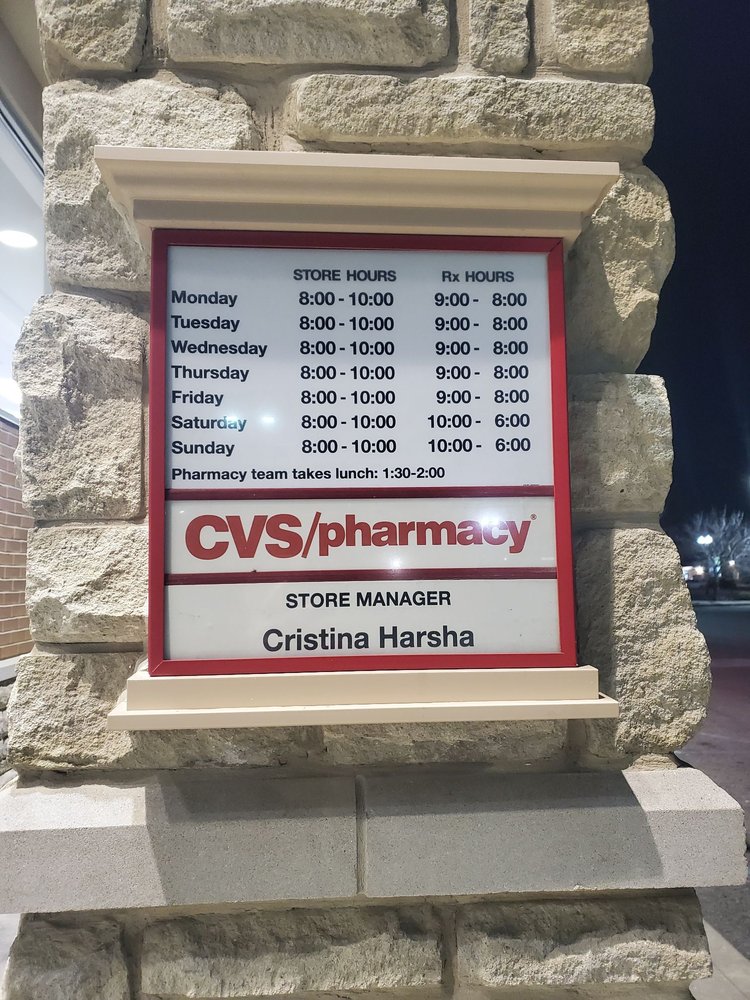 STORE HOURS Rx HOURS
Monday 8:00 - 10:00 9:00 - 8:00
Tuesday 8:00 - 10:00 9:00 - 8:00
Wednesday 8:00 - 10:00 9:00 - 8:00
Thursday 8:00 - 10:00 9:00 - 8:00
Friday 8:00 - 10:00 9:00 - 8:00
Saturday 8:00 - 10:00 10:00 - 6:00
Sunday 8:00 - 10:00 10:00 - 6:00
Pharmacy team takes lunch: 1:30-2:00
CVS/pharmacy®
STORE MANAGER
Cristina Harsha